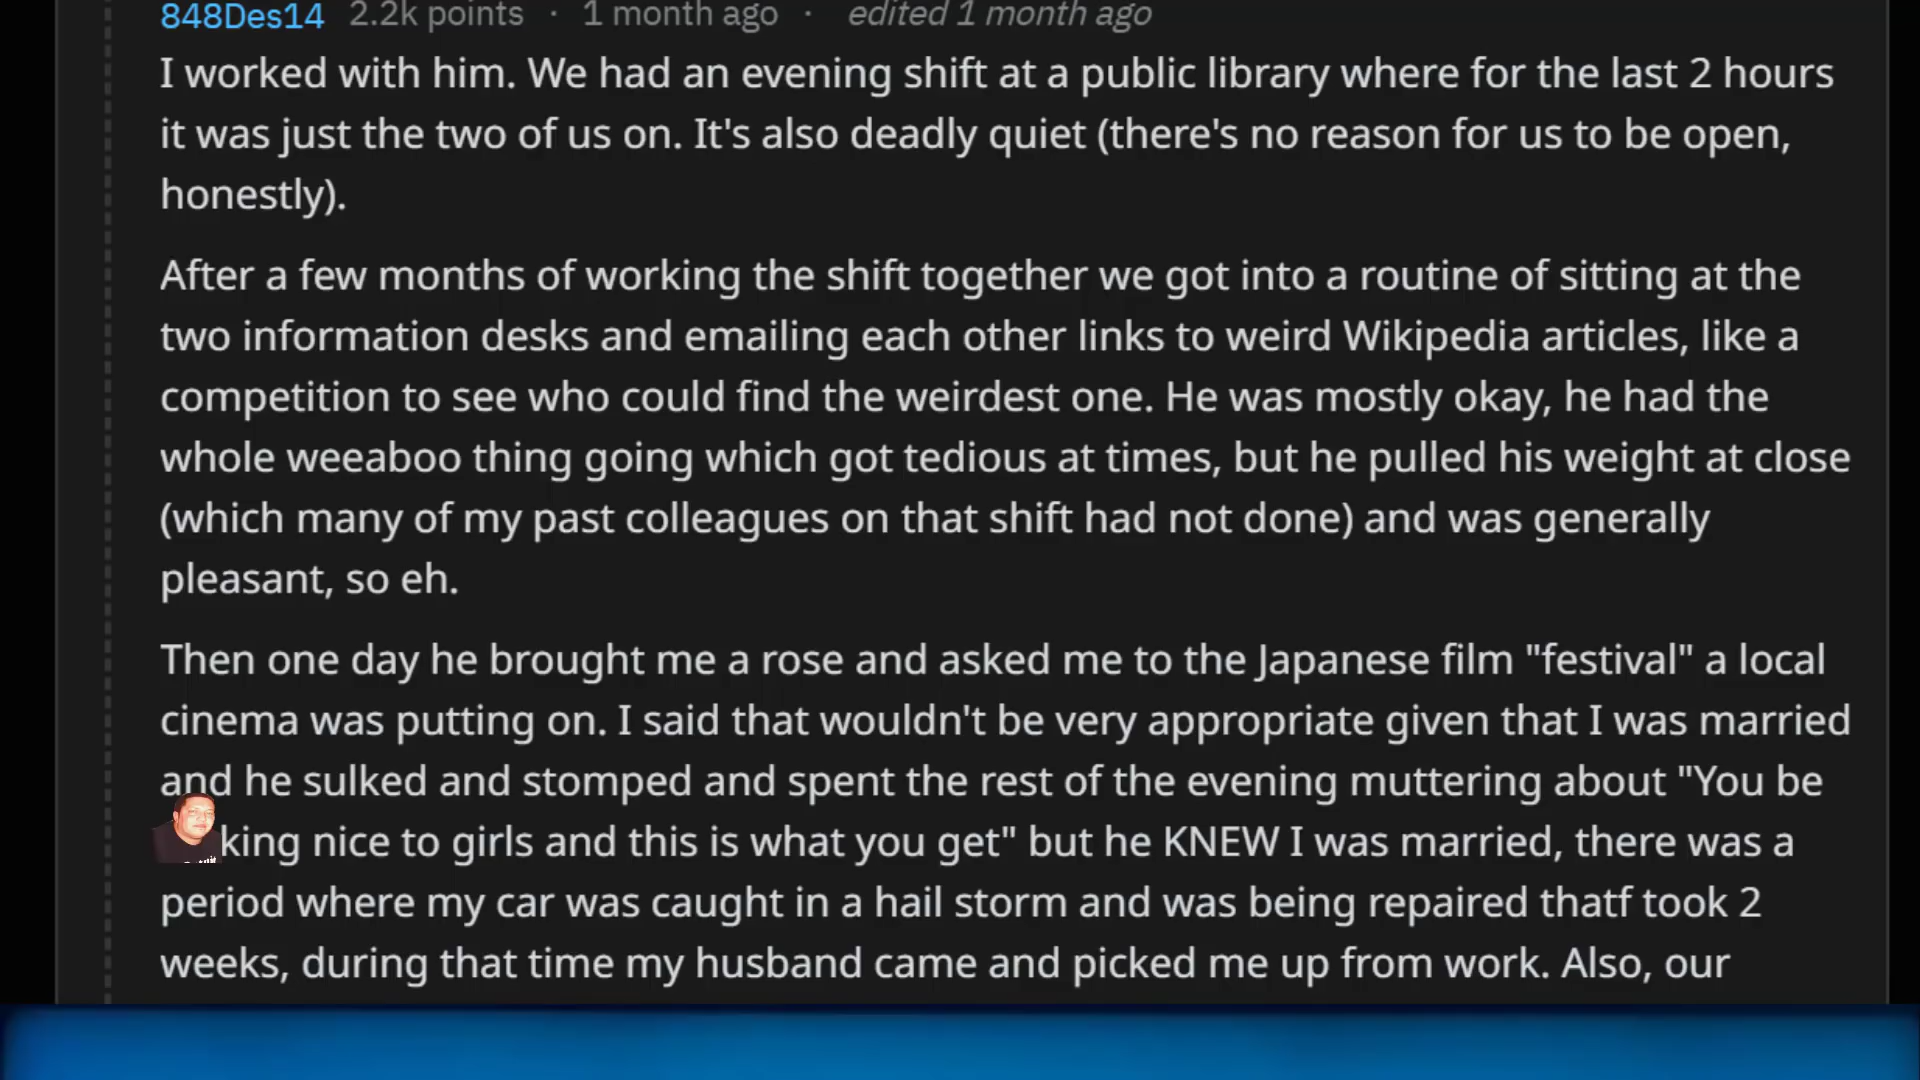 848Des14 2.2k points · 1 month ago · edited 1 month ago
I worked with him. We had an evening shift at a public library where for the last 2 hours
it was just the two of us on. It's also deadly quiet (there's no reason for us to be open,
honestly).
After a few months of working the shift together we got into a routine of sitting at the
two information desks and emailing each other links to weird Wikipedia articles, like a
competition to see who could find the weirdest one. He was mostly okay, he had the
whole weeaboo thing going which got tedious at times, but he pulled his weight at close
(which many of my past colleagues on that shift had not done) and was generally
pleasant, so eh.
Then one day he brought me a rose and asked me to the Japanese film "festival" a local
cinema was putting on. I said that wouldn't be very appropriate given that I was married
and he sulked and stomped and spent the rest of the evening muttering about "You be
king nice to girls and this is what you get" but he KNEW I was married, there was a
period where my car was caught in a hail storm and was being repaired thatf took 2
weeks, during that time my husband came and picked me up from work. Also, our